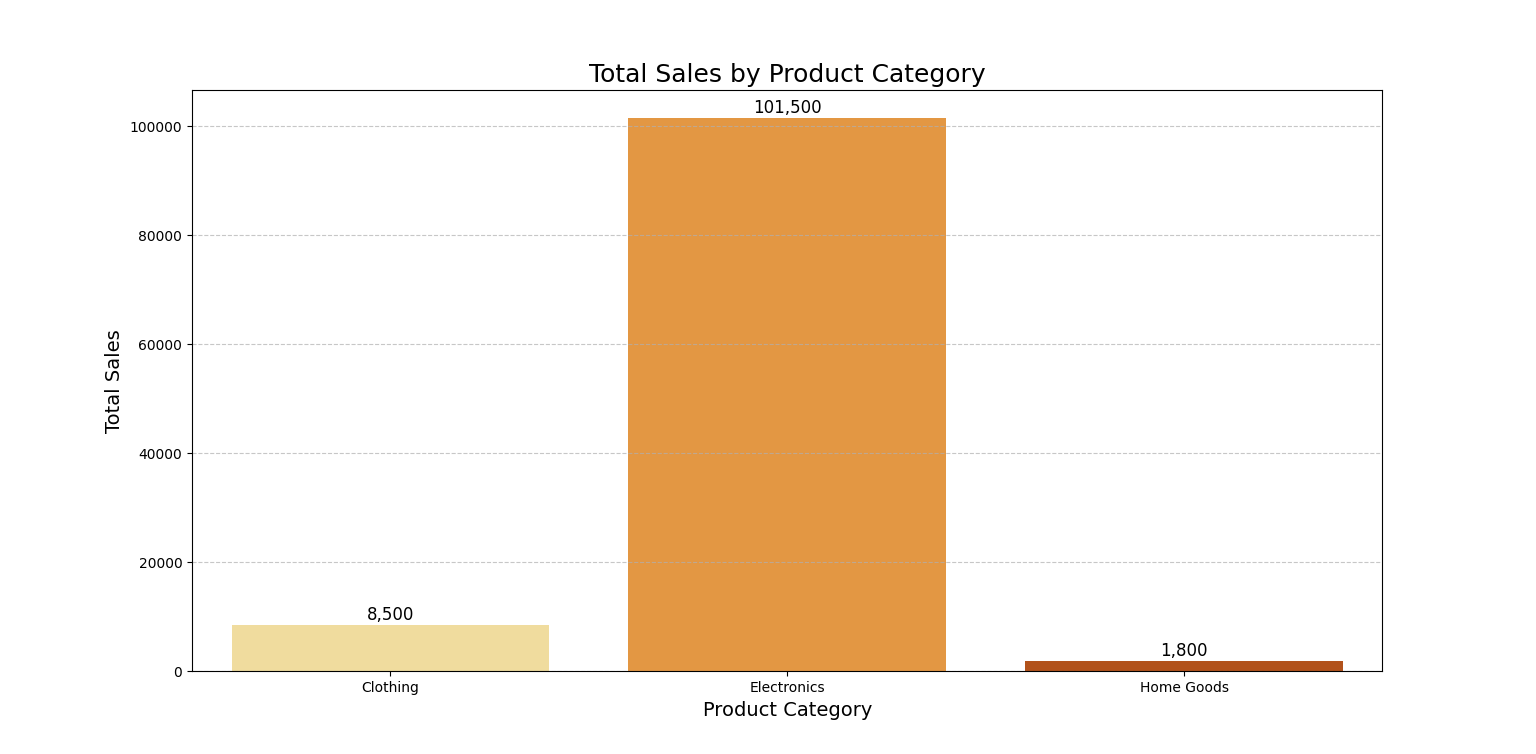 Total Sales by Product Category
101,500
100000
80000
60000
40000
20000
0
Total Sales
8,500
1,800
Clothing
Electronics
Home Goods
Product Category